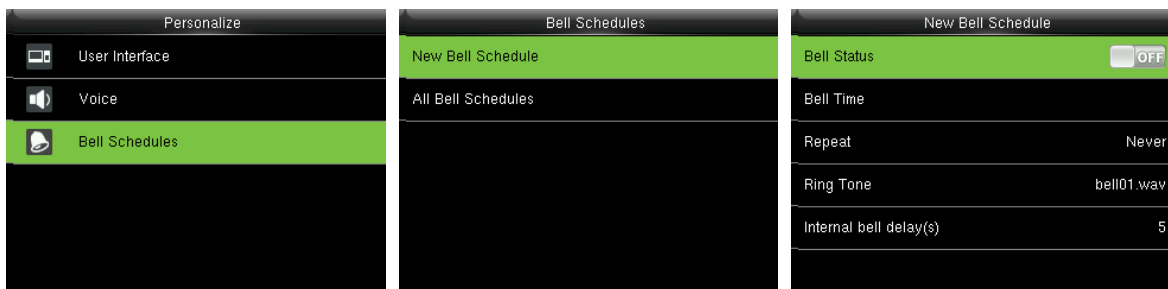 Personalize
User Interface
Voice
Bell Schedules
Bell Schedules
New Bell Schedule
All Bell Schedules
New Bell Schedule
Bell Status OFF
Bell Time
Repeat Never
Ring Tone bell01.wav
Internal bell delay(s) 5